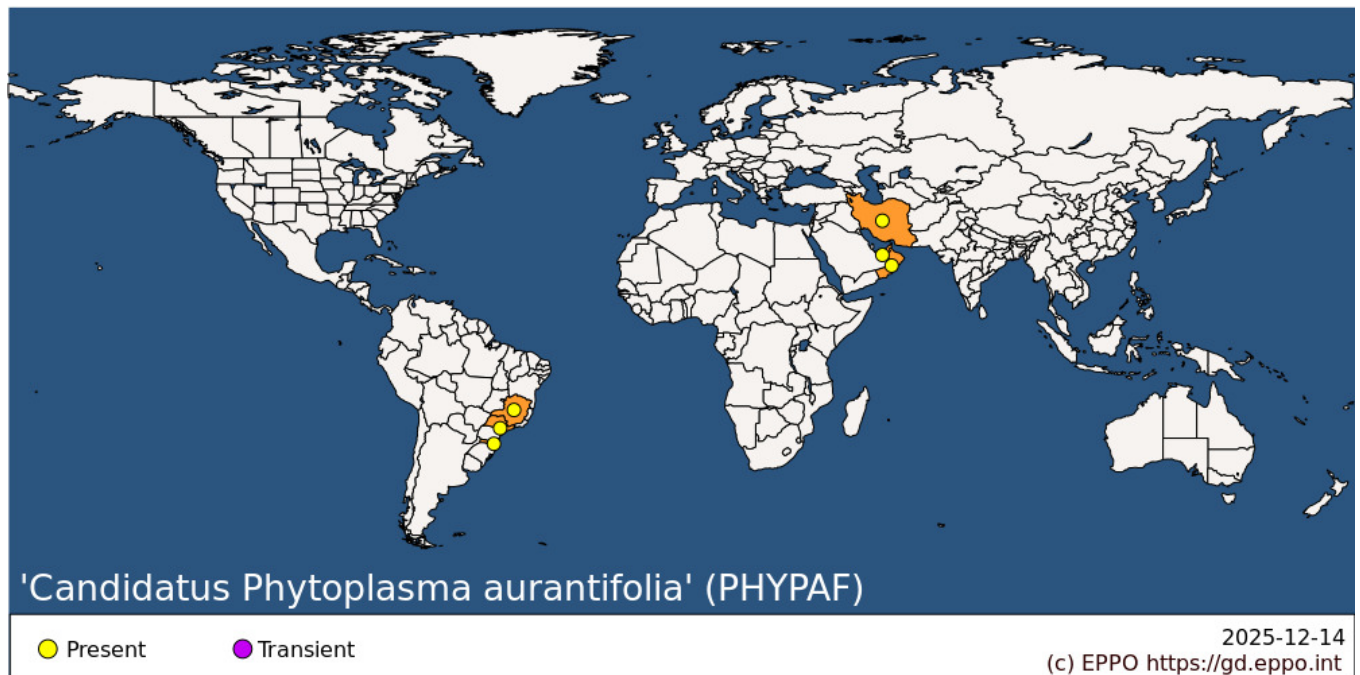 'Candidatus Phytoplasma aurantifolia' (PHYPAF)
Present
Transient
2025-12-14
(c) EPPO https://gd.eppo.int